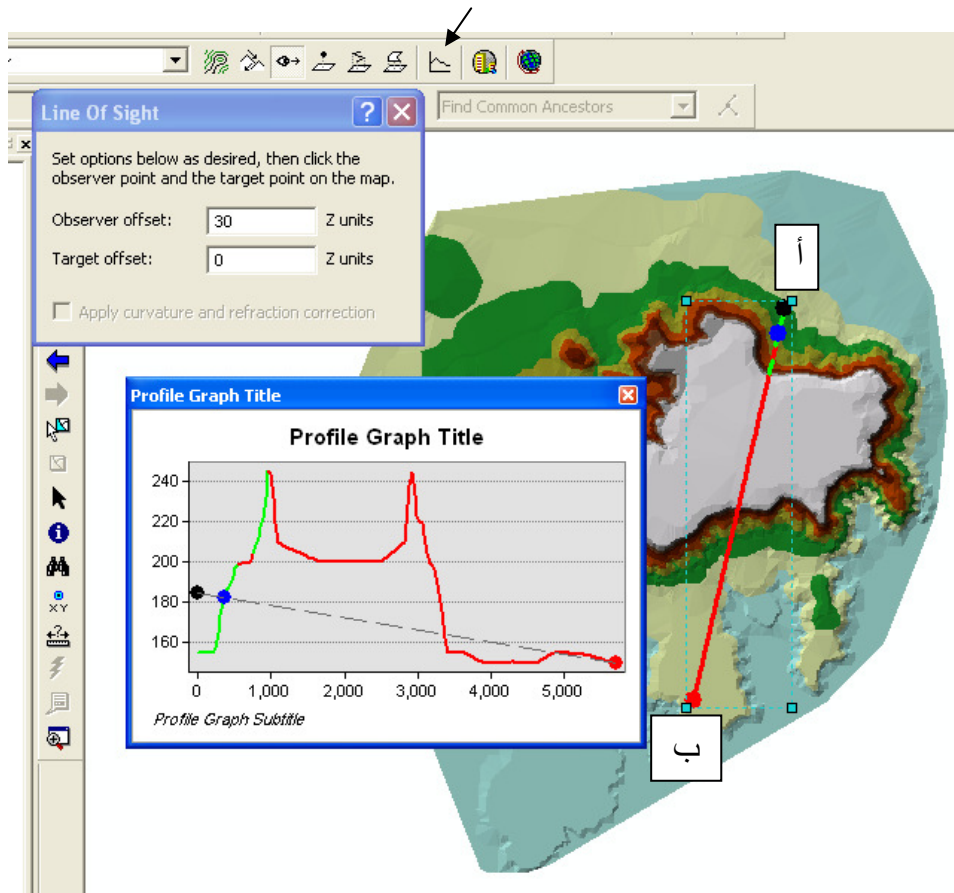 Find Common Ancestors
Line Of Sight
Set options below as desired, then click the
observer point and the target point on the map.
Observer offset: 30 Z units
Target offset: 0 Z units
Apply curvature and refraction correction
أ
Profile Graph Title
Profile Graph Title
240
220
200
180
160
0 1,000 2,000 3,000 4,000 5,000
Profile Graph Subtitle
ب
XY